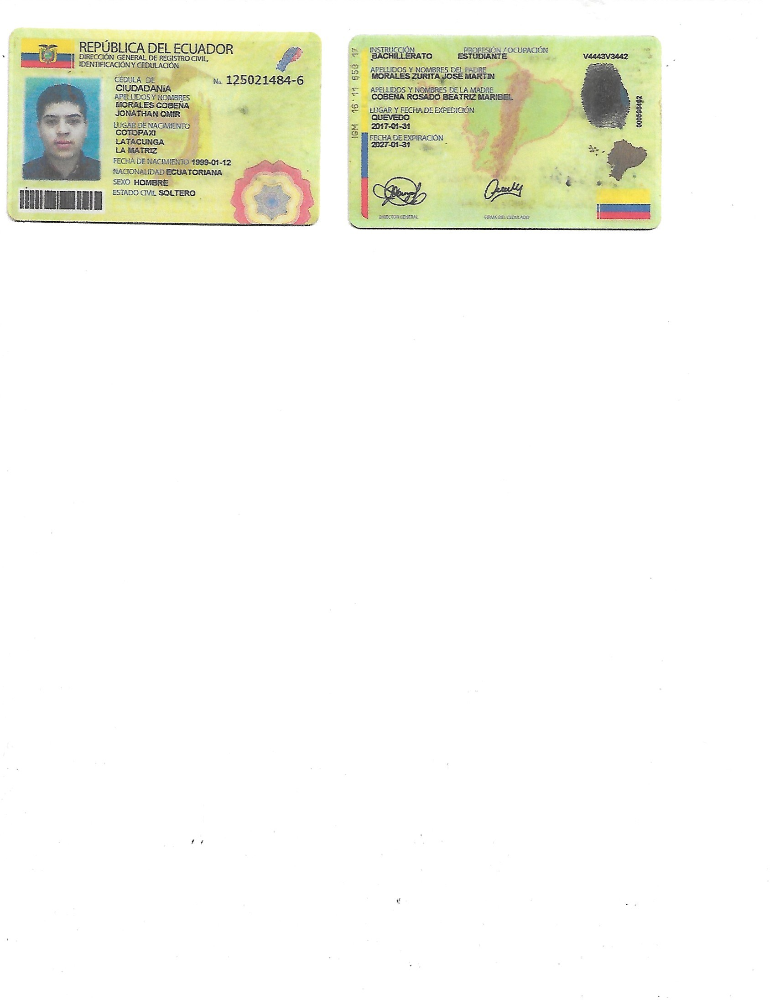 REPÚBLICA DEL ECUADOR
DIRECCIÓN GENERAL DE REGISTRO CIVIL,
IDENTIFICACIÓN Y CEDULACIÓN
CÉDULA DE
CIUDADANíA
No. 125021484-6
APELLIDOS Y NOMBRES
MORALES COBEÑA
JONATHAN OMIR
LUGAR DE NACIMIENTO
COTOPAXI
LATACUNGA
LA MATRIZ
FECHA DE NACIMIENTO 1999-01-12
NACIONALIDAD ECUATORIANA
SEXO HOMBRE
ESTADO CIVIL SOLTERO
INSTRUCCIÓN
BACHILLERATO
PROFESIÓN / OCUPACIÓN
ESTUDIANTE
V4443V3442
APELLIDOS Y NOMBRES DEL PADRE
MORALES ZURITA JOSE MARTIN
APELLIDOS Y NOMBRES DE LA MADRE
COBEÑA ROSADO BEATRIZ MARIBEL
LUGAR Y FECHA DE EXPEDICIÓN
QUEVEDO
2017-01-31
FECHA DE EXPIRACIÓN
2027-01-31
DIRECTOR GENERAL
FIRMA DEL CEDULADO
IGM 16 11 650 17